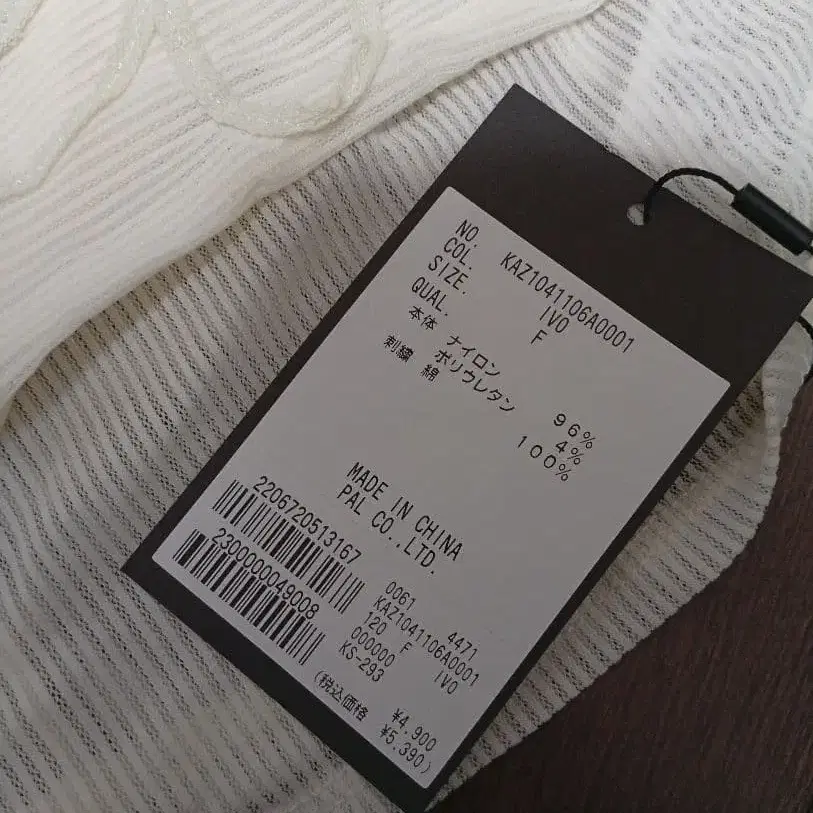 NO. KAZ1041106A0001
COL. IVO
SIZE. F
QUAL.
本体 ナイロン 96%
ポリウレタン 4%
刺繍 綿 100%
MADE IN CHINA
PAL CO.,LTD.
2206720513167
2300000049008
0061 4471
KAZ1041106A0001
120 F IVO
000000
KS-293
¥4,900
(税込価格 ¥5,390)